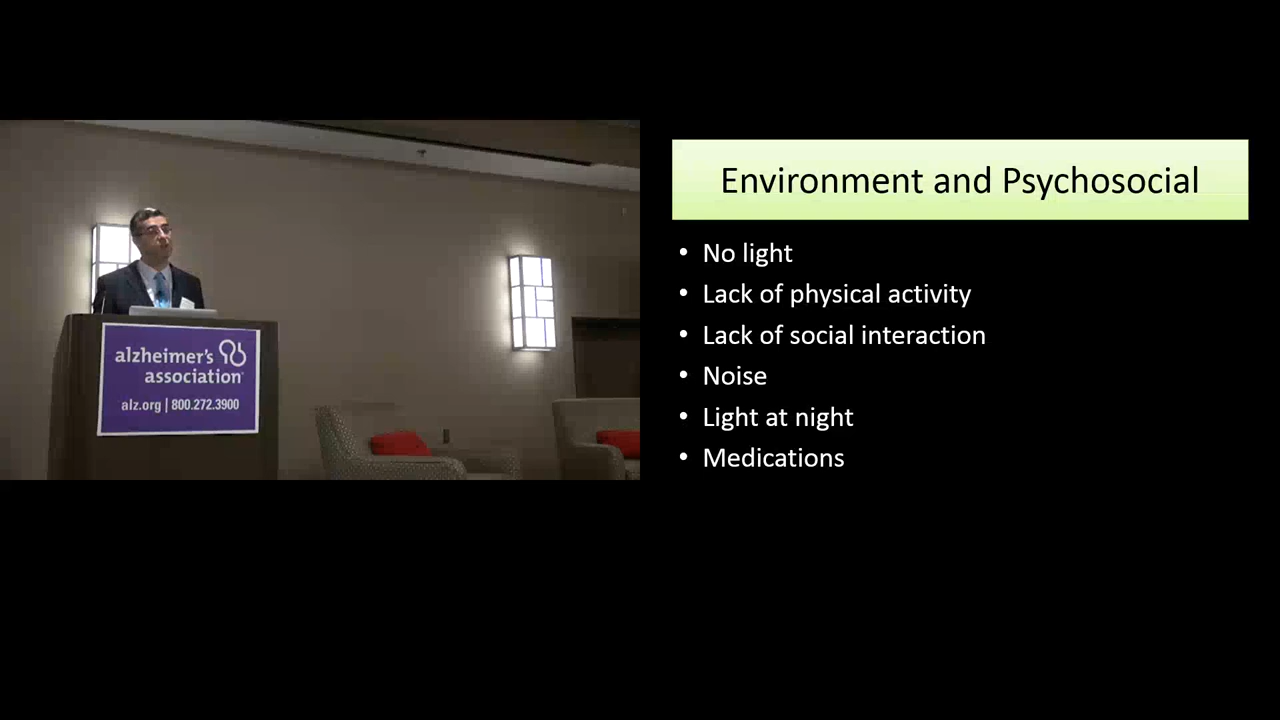 alzheimer's
association
alz.org | 800.272.3900
Environment and Psychosocial
• No light
• Lack of physical activity
• Lack of social interaction
• Noise
• Light at night
• Medications